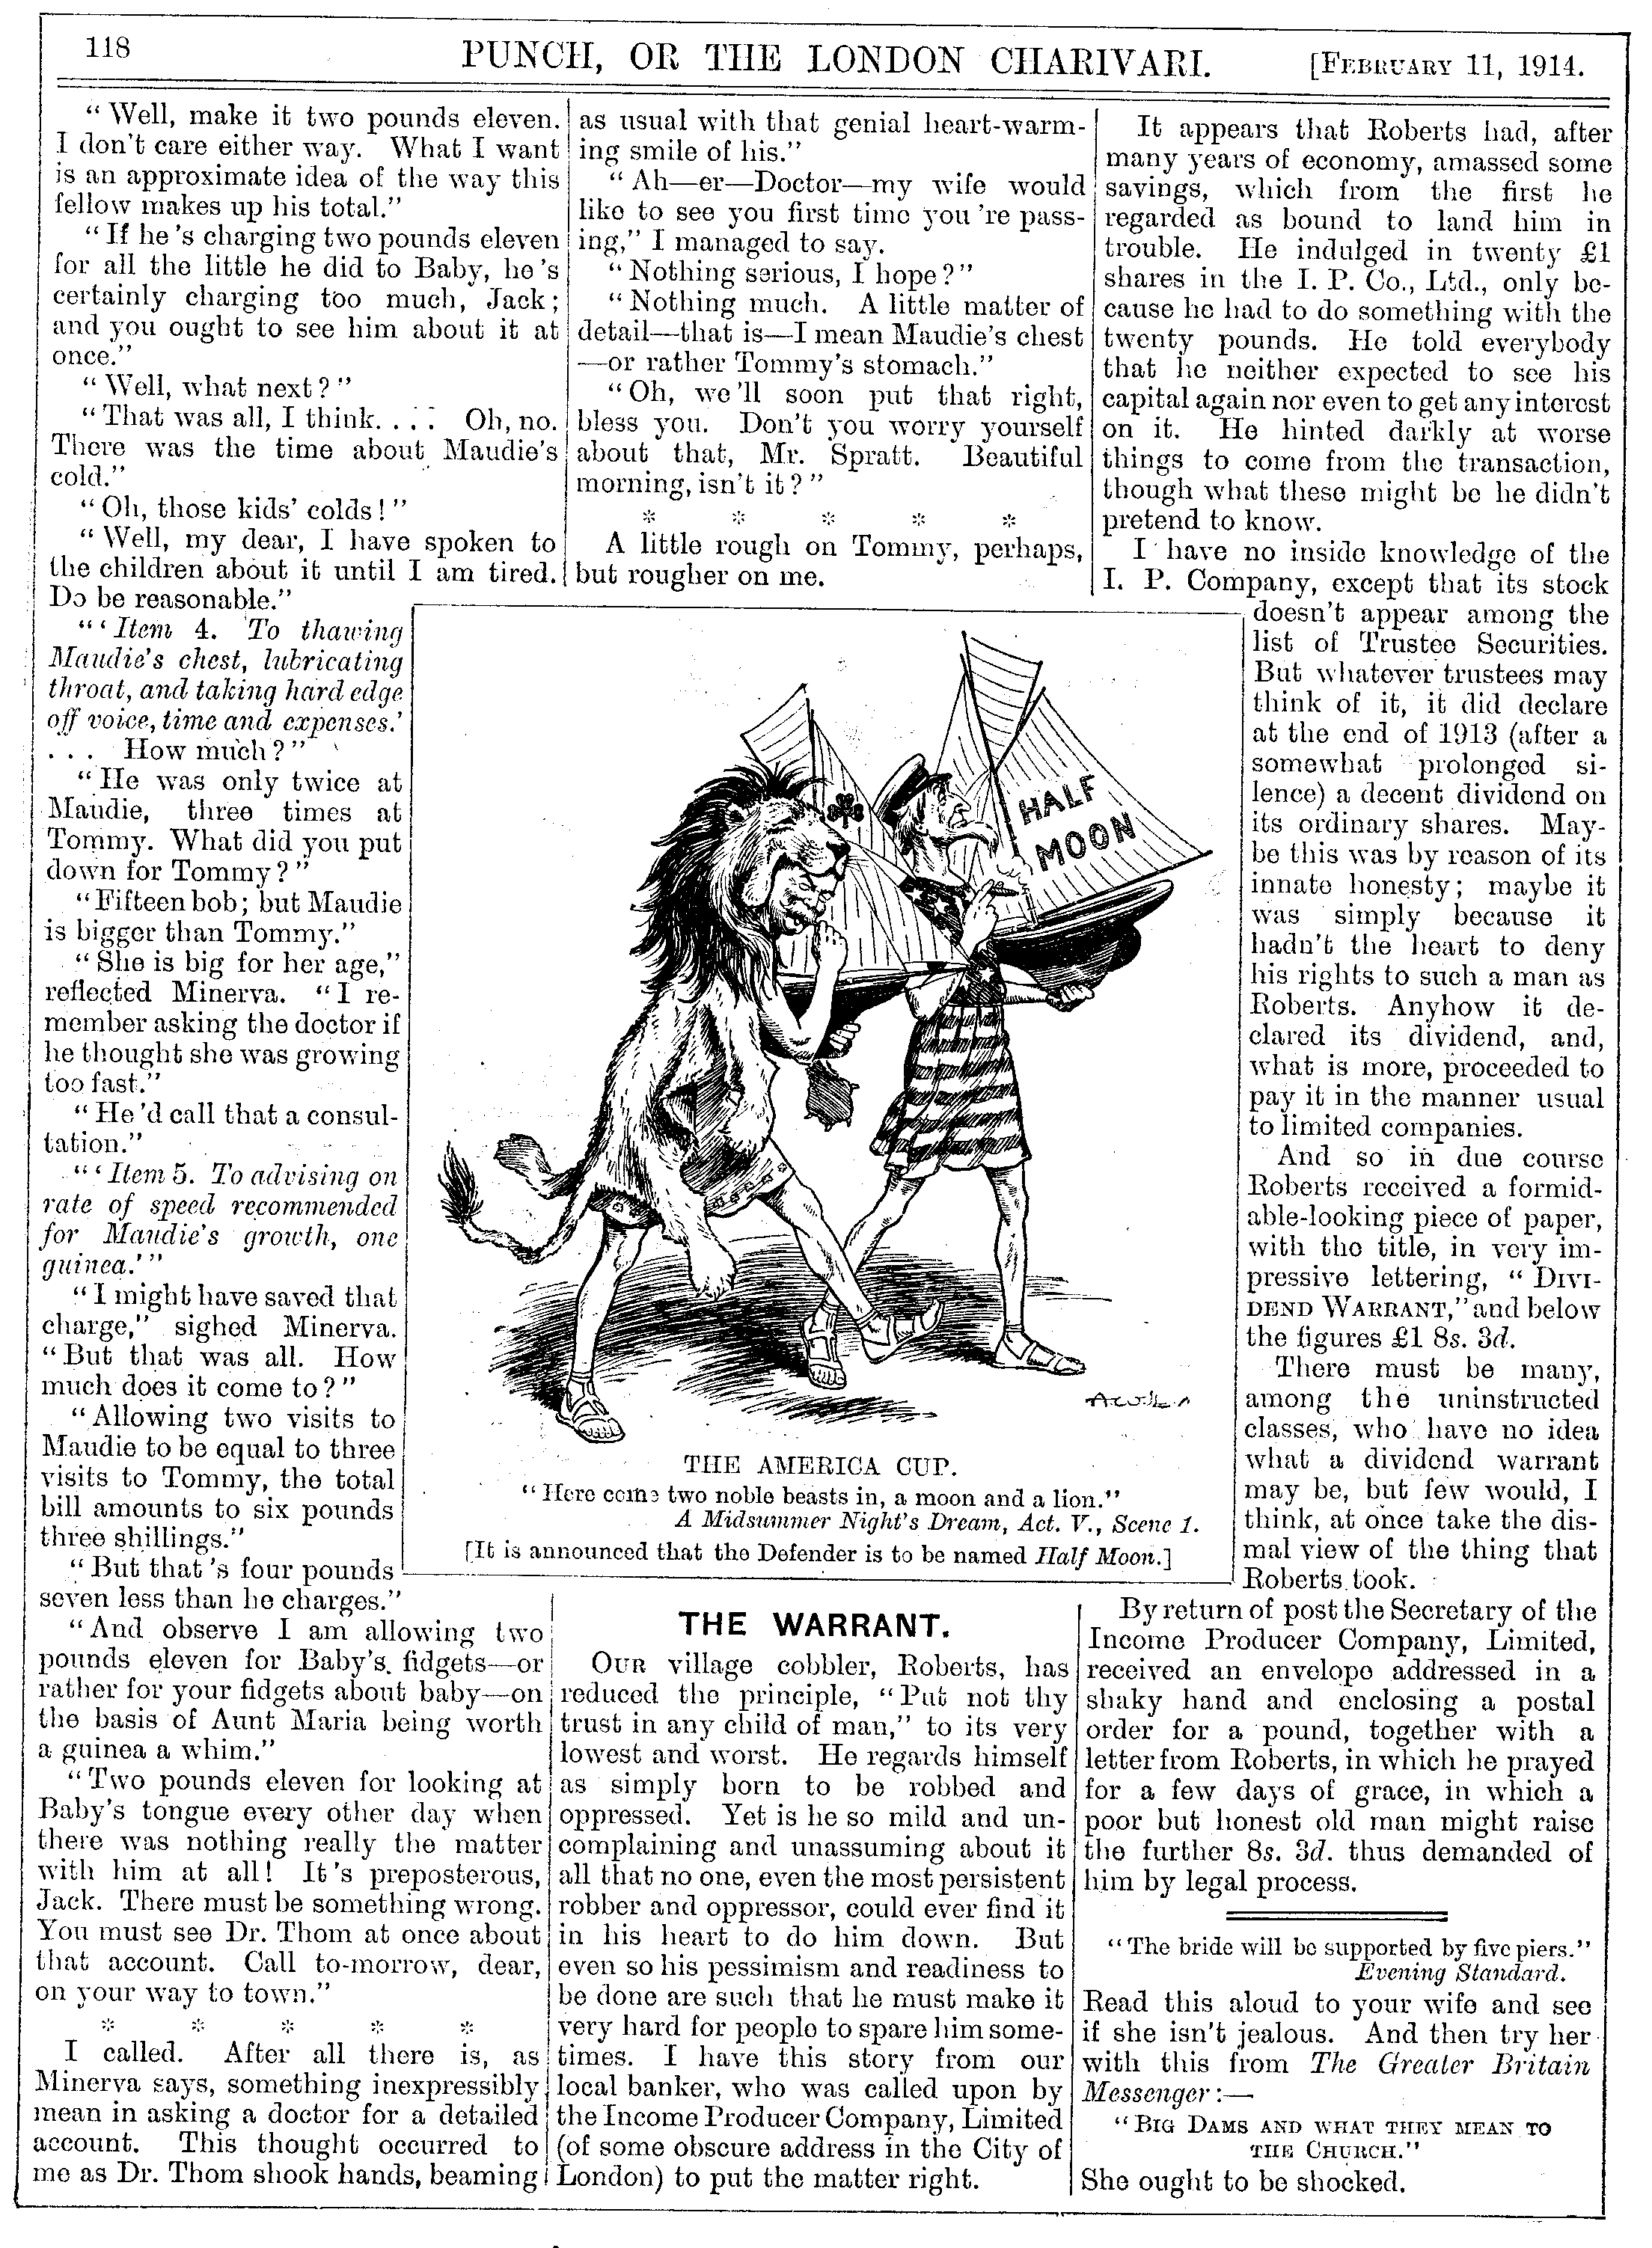 118
PUNCH, OR THE LONDON CHARIVARI.
[FEBRUARY 11, 1914.
"Well, make it two pounds eleven.
I don't care either way. What I want
is an approximate idea of the way this
fellow makes up his total."
"If he's charging two pounds eleven
for all the little he did to Baby, he's
certainly charging too much, Jack;
and you ought to see him about it at
once."
"Well, what next?"
"That was all, I think. . . . Oh, no.
There was the time about Maudie's
cold."
"Oh, those kids' colds!"
"Well, my dear, I have spoken to
the children about it until I am tired.
Do be reasonable."
"'Item 4. To thawing
Maudie's chest, lubricating
throat, and taking hard edge
off voice, time and expenses.'
. . . How much?"
"He was only twice at
Maudie, three times at
Tommy. What did you put
down for Tommy?"
"Fifteen bob; but Maudie
is bigger than Tommy."
"She is big for her age,"
reflected Minerva. "I re-
member asking the doctor if
he thought she was growing
too fast."
"He'd call that a consul-
tation."
"'Item 5. To advising on
rate of speed recommended
for Maudie's growth, one
guinea.'"
"I might have saved that
charge," sighed Minerva.
"But that was all. How
much does it come to?"
"Allowing two visits to
Maudie to be equal to three
visits to Tommy, the total
bill amounts to six pounds
three shillings."
"But that's four pounds
seven less than he charges."
"And observe I am allowing two
pounds eleven for Baby's fidgets—or
rather for your fidgets about baby—on
the basis of Aunt Maria being worth
a guinea a whim."
"Two pounds eleven for looking at
Baby's tongue every other day when
there was nothing really the matter
with him at all! It's preposterous,
Jack. There must be something wrong.
You must see Dr. Thom at once about
that account. Call to-morrow, dear,
on your way to town."
* * * * *
I called. After all there is, as
Minerva says, something inexpressibly
mean in asking a doctor for a detailed
account. This thought occurred to
me as Dr. Thom shook hands, beaming
as usual with that genial heart-warm-
ing smile of his."
"Ah—er—Doctor—my wife would
like to see you first time you're pass-
ing," I managed to say.
"Nothing serious, I hope?"
"Nothing much. A little matter of
detail—that is—I mean Maudie's chest
—or rather Tommy's stomach."
"Oh, we'll soon put that right,
bless you. Don't you worry yourself
about that, Mr. Spratt. Beautiful
morning, isn't it?"
* * * * *
A little rough on Tommy, perhaps,
but rougher on me.
HALF
MOON
THE AMERICA CUP.
"Here come two noble beasts in, a moon and a lion."
A Midsummer Night's Dream, Act. V., Scene 1.
[It is announced that the Defender is to be named Half Moon.]
THE WARRANT.
OUR village cobbler, Roberts, has
reduced the principle, "Put not thy
trust in any child of man," to its very
lowest and worst. He regards himself
as simply born to be robbed and
oppressed. Yet is he so mild and un-
complaining and unassuming about it
all that no one, even the most persistent
robber and oppressor, could ever find it
in his heart to do him down. But
even so his pessimism and readiness to
be done are such that he must make it
very hard for people to spare him some-
times. I have this story from our
local banker, who was called upon by
the Income Producer Company, Limited
(of some obscure address in the City of
London) to put the matter right.
It appears that Roberts had, after
many years of economy, amassed some
savings, which from the first he
regarded as bound to land him in
trouble. He indulged in twenty £1
shares in the I. P. Co., Ltd., only be-
cause he had to do something with the
twenty pounds. He told everybody
that he neither expected to see his
capital again nor even to get any interest
on it. He hinted darkly at worse
things to come from the transaction,
though what these might be he didn't
pretend to know.
I have no inside knowledge of the
I. P. Company, except that its stock
doesn't appear among the
list of Trustee Securities.
But whatever trustees may
think of it, it did declare
at the end of 1913 (after a
somewhat prolonged si-
lence) a decent dividend on
its ordinary shares. May-
be this was by reason of its
innate honesty; maybe it
was simply because it
hadn't the heart to deny
his rights to such a man as
Roberts. Anyhow it de-
clared its dividend, and,
what is more, proceeded to
pay it in the manner usual
to limited companies.
And so in due course
Roberts received a formid-
able-looking piece of paper,
with the title, in very im-
pressive lettering, "DIVI-
DEND WARRANT," and below
the figures £1 8s. 3d.
There must be many,
among the uninstructed
classes, who have no idea
what a dividend warrant
may be, but few would, I
think, at once take the dis-
mal view of the thing that
Roberts took.
By return of post the Secretary of the
Income Producer Company, Limited,
received an envelope addressed in a
shaky hand and enclosing a postal
order for a pound, together with a
letter from Roberts, in which he prayed
for a few days of grace, in which a
poor but honest old man might raise
the further 8s. 3d. thus demanded of
him by legal process.
"The bride will be supported by five piers."
Evening Standard.
Read this aloud to your wife and see
if she isn't jealous. And then try her
with this from The Greater Britain
Messenger:—
"BIG DAMS AND WHAT THEY MEAN TO
THE CHURCH."
She ought to be shocked.